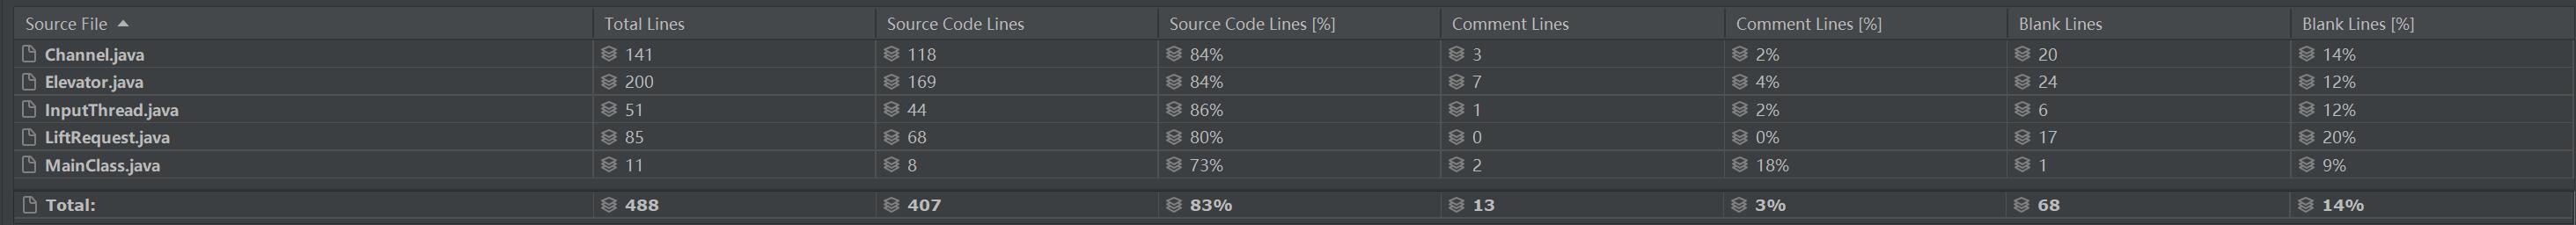 Source File Total Lines Source Code Lines Source Code Lines [%] Comment Lines Comment Lines [%] Blank Lines Blank Lines [%]
Channel.java 141 118 84% 3 2% 20 14%
Elevator.java 200 169 84% 7 4% 24 12%
InputThread.java 51 44 86% 1 2% 6 12%
LiftRequest.java 85 68 80% 0 0% 17 20%
MainClass.java 11 8 73% 2 18% 1 9%
Total: 488 407 83% 13 3% 68 14%